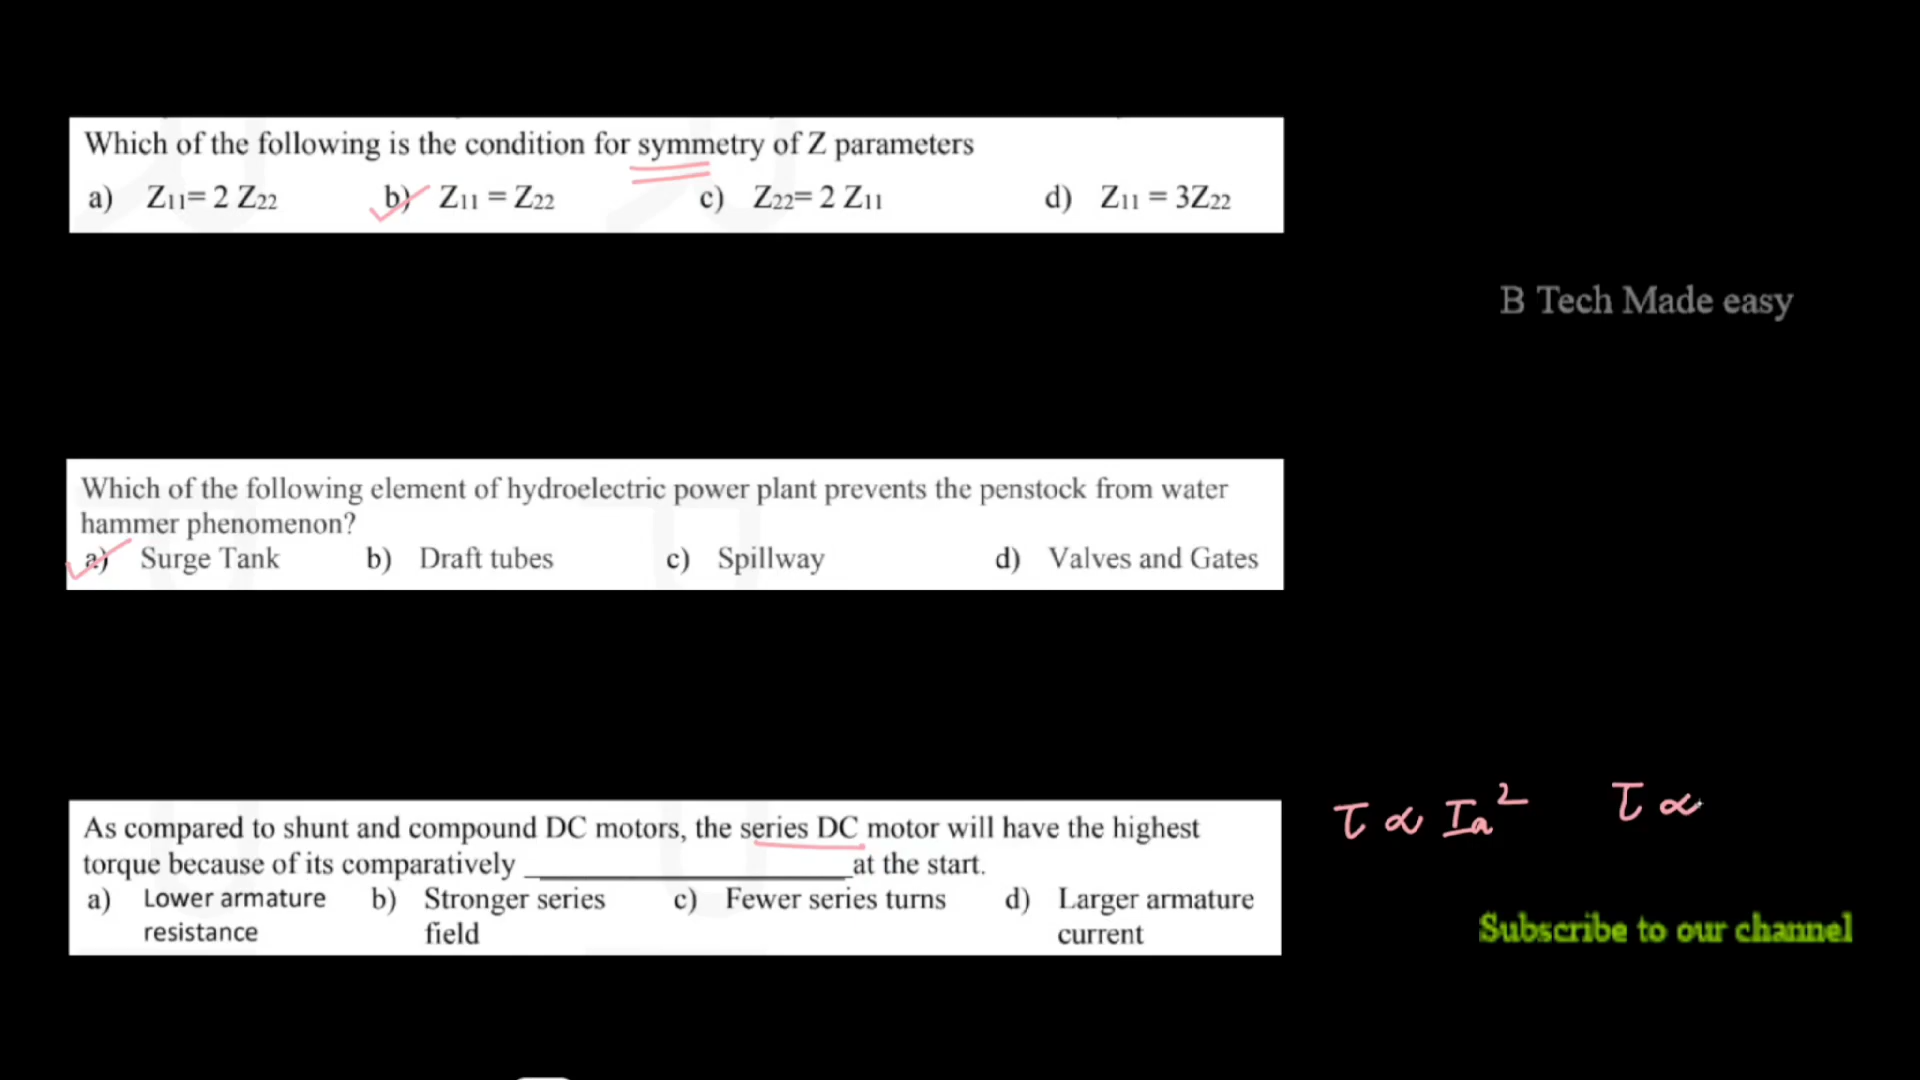 Which of the following is the condition for symmetry of Z parameters
a) Z11= 2 Z22 b) Z11 = Z22 c) Z22= 2 Z11 d) Z11 = 3Z22
B Tech Made easy
Which of the following element of hydroelectric power plant prevents the penstock from water
hammer phenomenon?
a) Surge Tank b) Draft tubes c) Spillway d) Valves and Gates
τ ∝ Ia² τ ∝
As compared to shunt and compound DC motors, the series DC motor will have the highest
torque because of its comparatively ____________________at the start.
a) Lower armature b) Stronger series c) Fewer series turns d) Larger armature
resistance field current
Subscribe to our channel